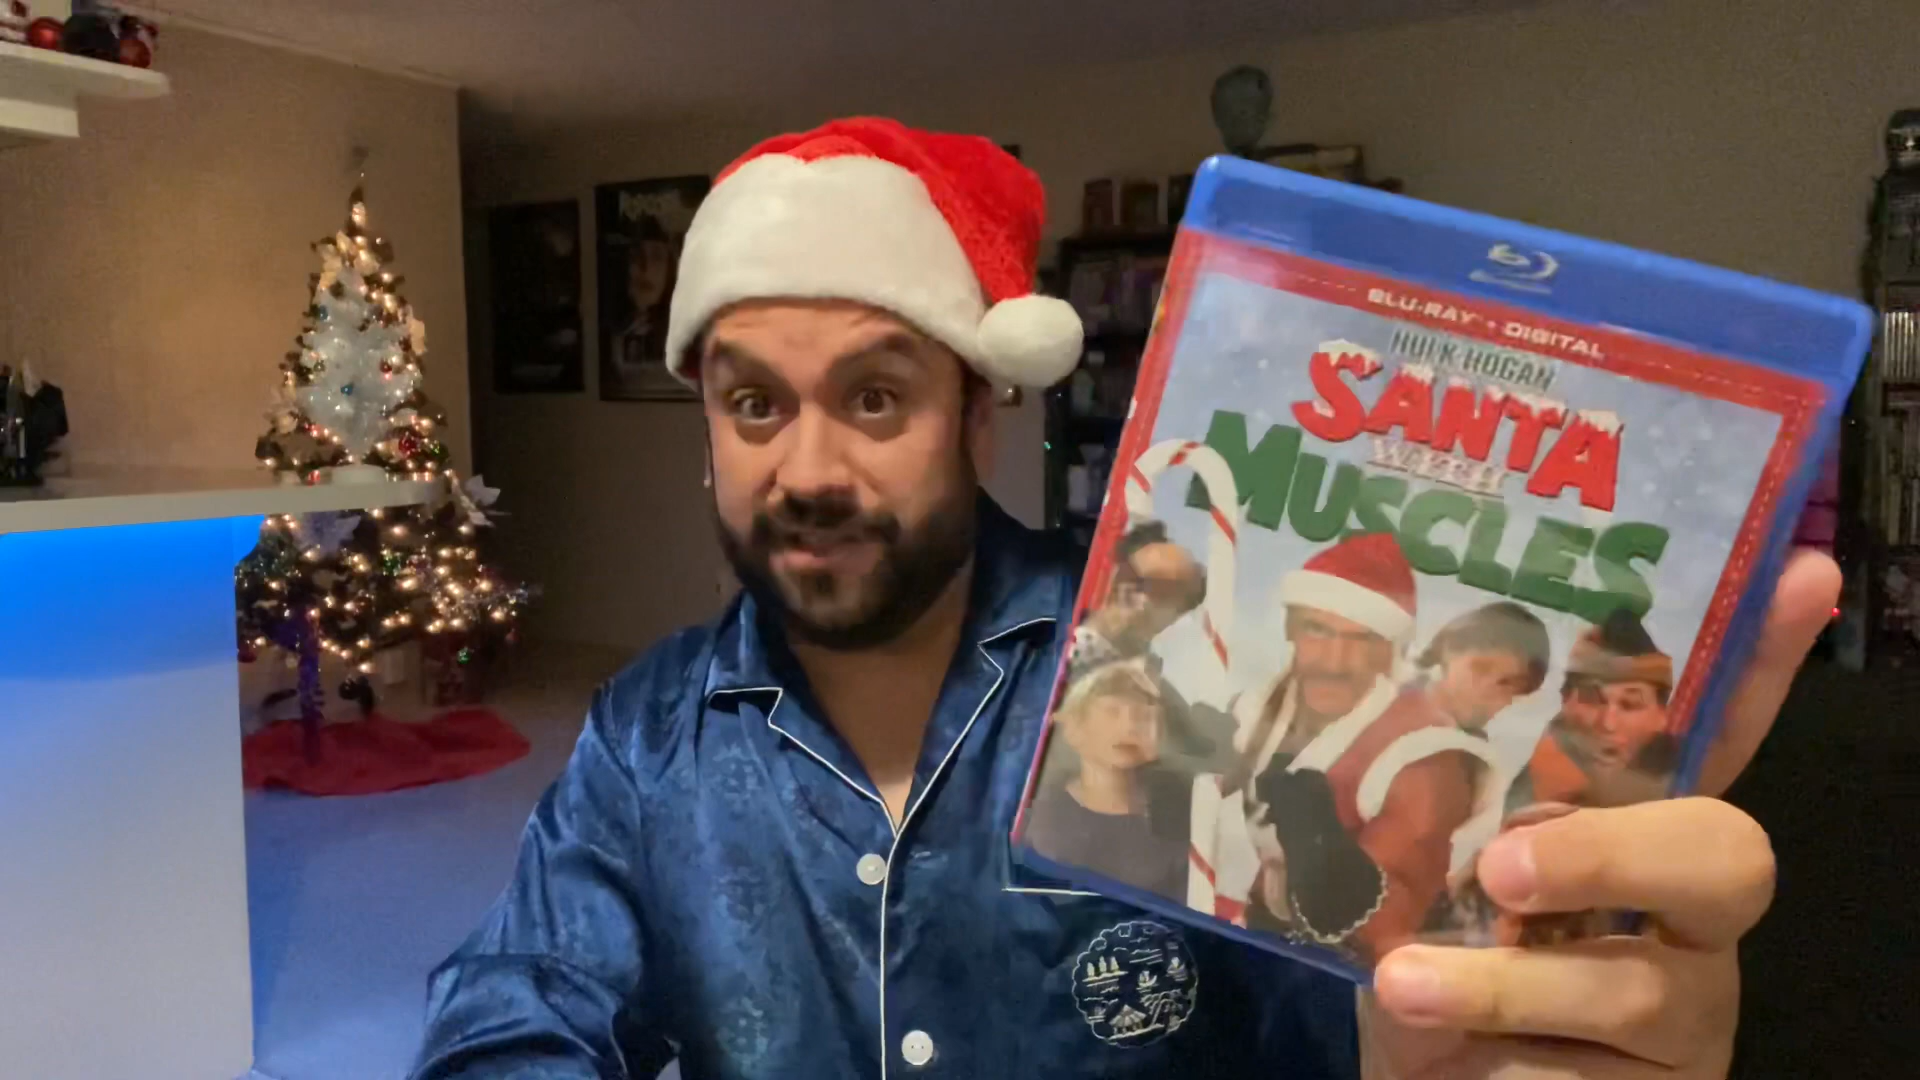 BLU-RAY + DIGITAL
HULK HOGAN
SANTA
WITH
MUSCLES